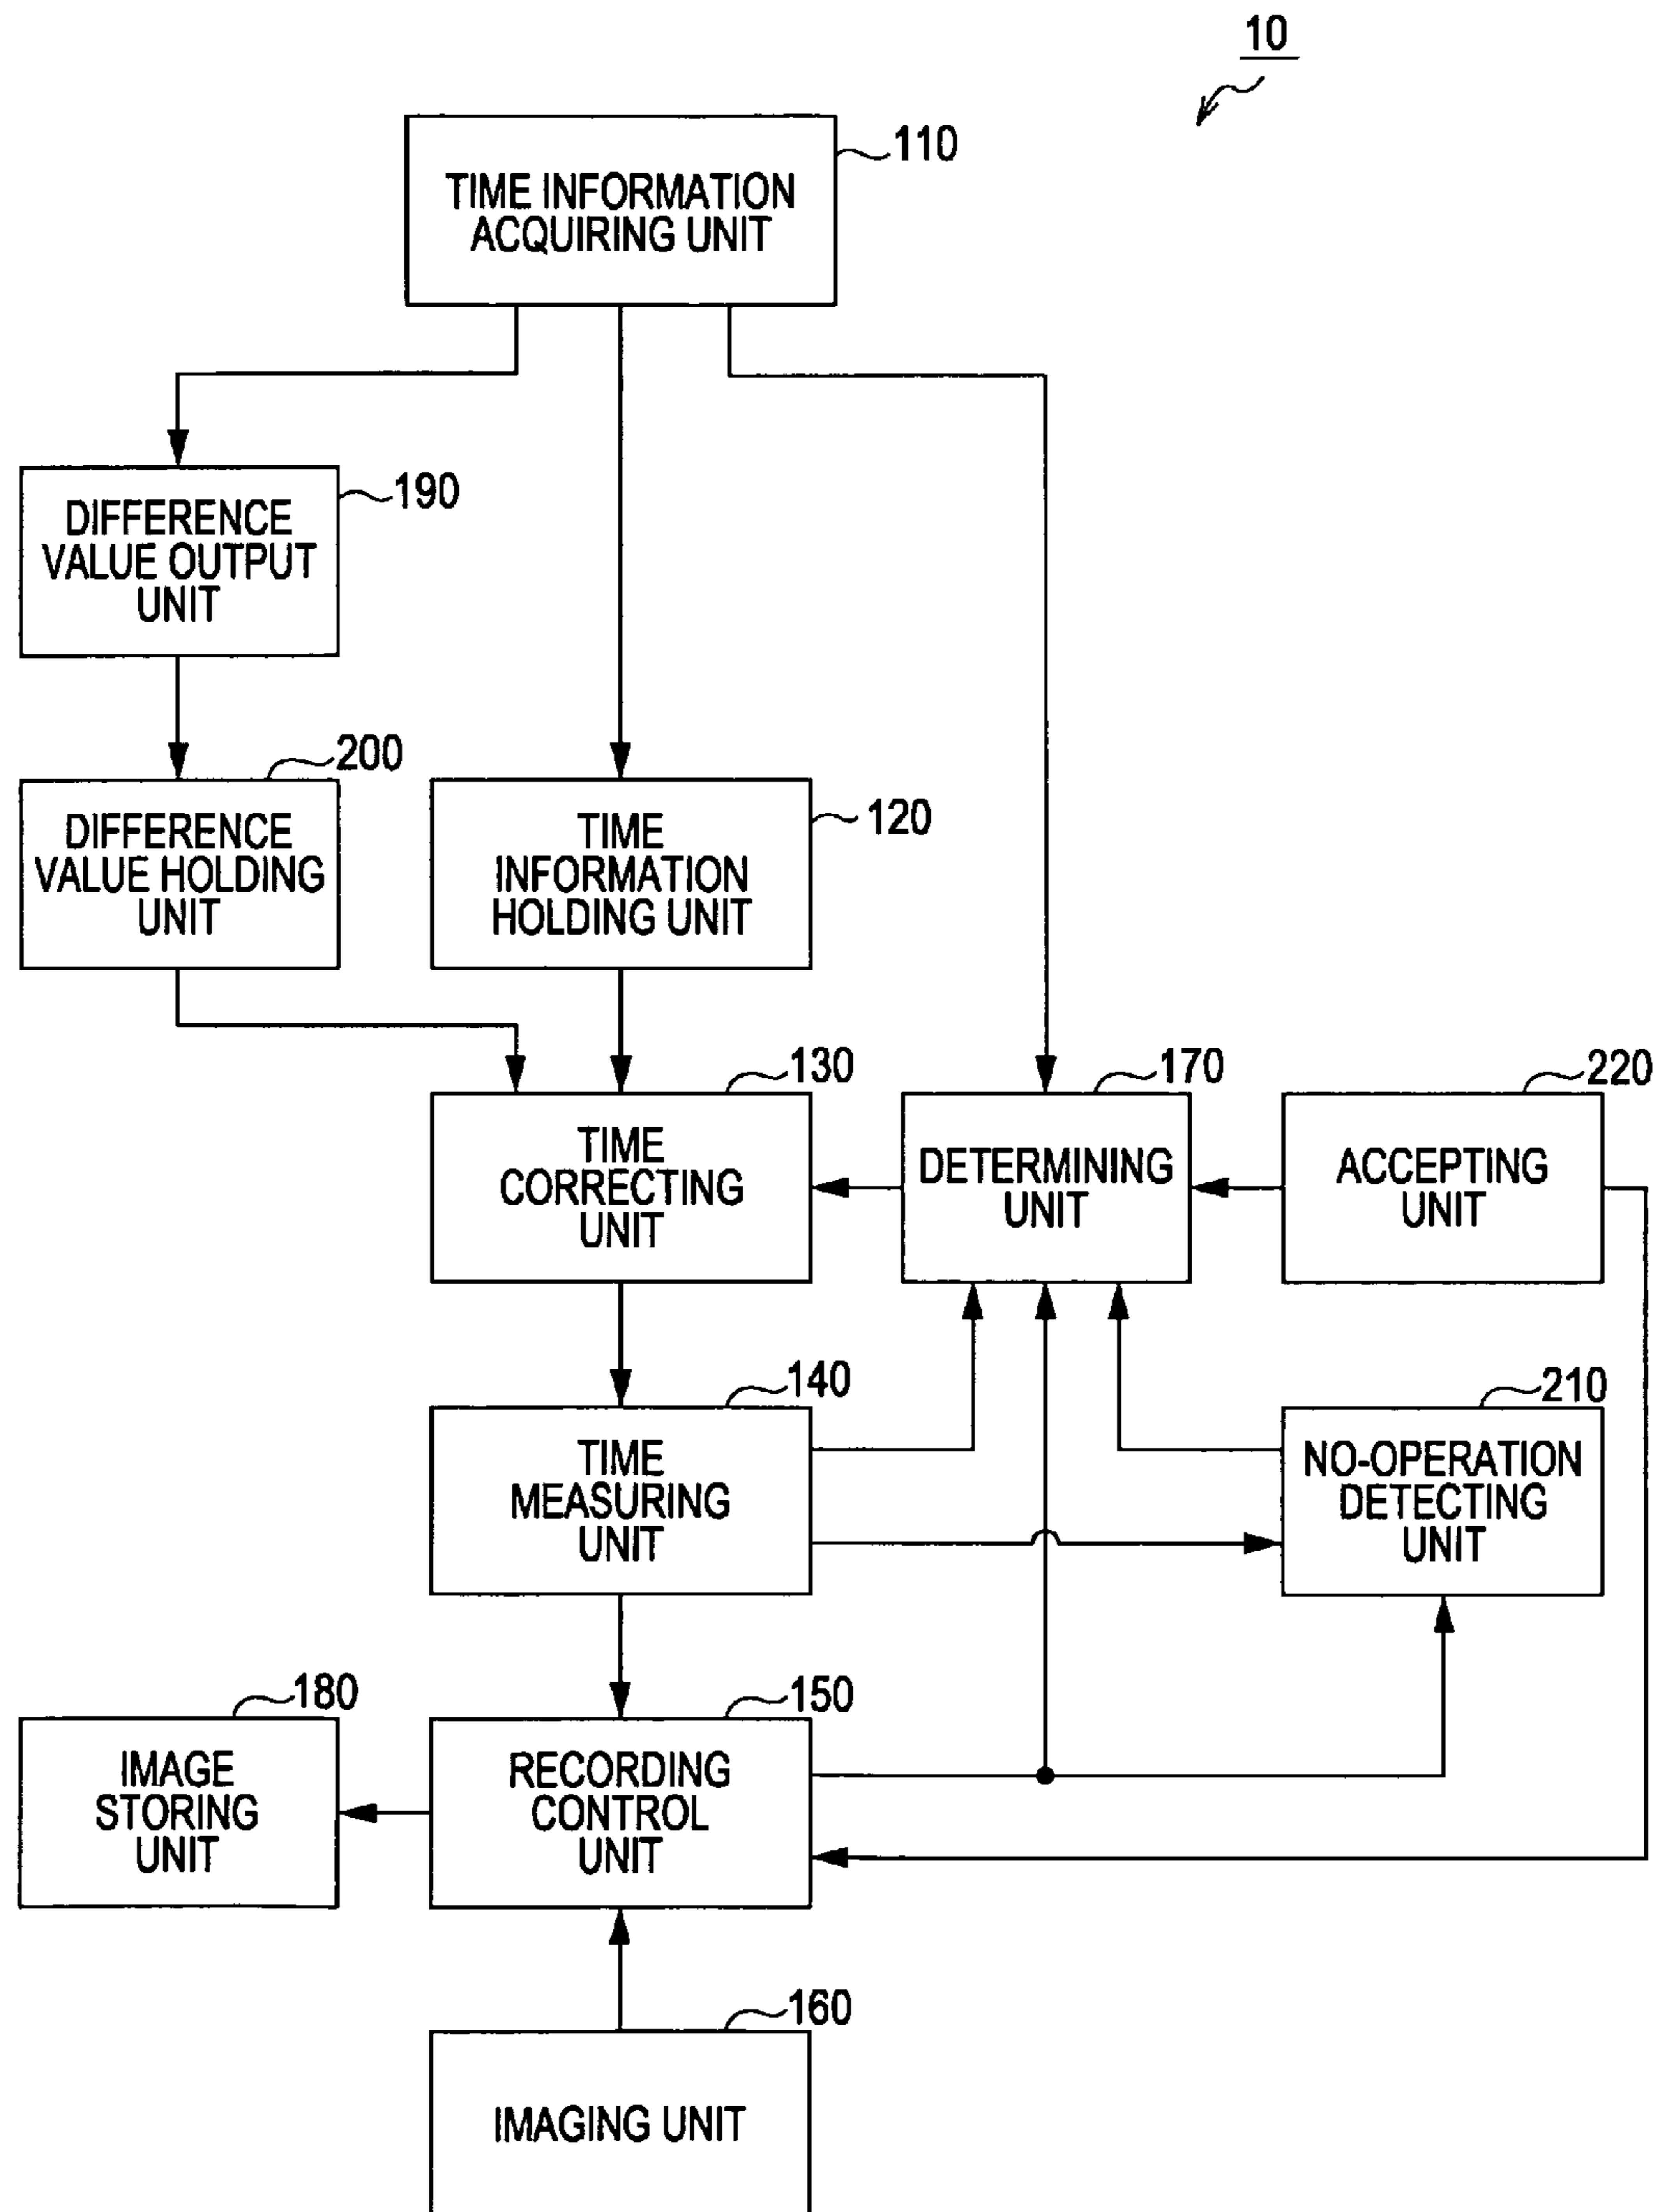 10
110
TIME INFORMATION
ACQUIRING UNIT
190
DIFFERENCE
VALUE OUTPUT
UNIT
200
DIFFERENCE
VALUE HOLDING
UNIT
120
TIME
INFORMATION
HOLDING UNIT
130
TIME
CORRECTING
UNIT
170
DETERMINING
UNIT
220
ACCEPTING
UNIT
140
TIME
MEASURING
UNIT
210
NO-OPERATION
DETECTING
UNIT
180
IMAGE
STORING
UNIT
150
RECORDING
CONTROL
UNIT
160
IMAGING UNIT